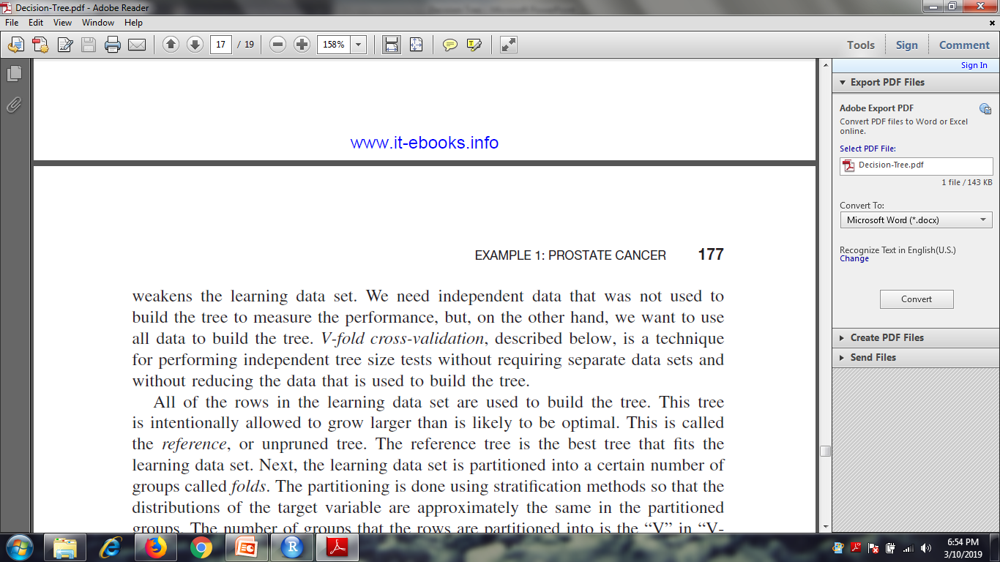 Decision-Tree.pdf - Adobe Reader
File Edit View Window Help
17 / 19 158% Tools Sign Comment
Sign In
www.it-ebooks.info
EXAMPLE 1: PROSTATE CANCER 177
weakens the learning data set. We need independent data that was not used to
build the tree to measure the performance, but, on the other hand, we want to use
all data to build the tree. V-fold cross-validation, described below, is a technique
for performing independent tree size tests without requiring separate data sets and
without reducing the data that is used to build the tree.
All of the rows in the learning data set are used to build the tree. This tree
is intentionally allowed to grow larger than is likely to be optimal. This is called
the reference, or unpruned tree. The reference tree is the best tree that fits the
learning data set. Next, the learning data set is partitioned into a certain number of
groups called folds. The partitioning is done using stratification methods so that the
distributions of the target variable are approximately the same in the partitioned
groups. The number of groups that the rows are partitioned into is the “V” in “V-
Export PDF Files
Adobe Export PDF
Convert PDF files to Word or Excel
online.
Select PDF File:
Decision-Tree.pdf
1 file / 143 KB
Convert To:
Microsoft Word (*.docx)
Recognize Text in English(U.S.)
Change
Convert
Create PDF Files
Send Files
6:54 PM
3/10/2019